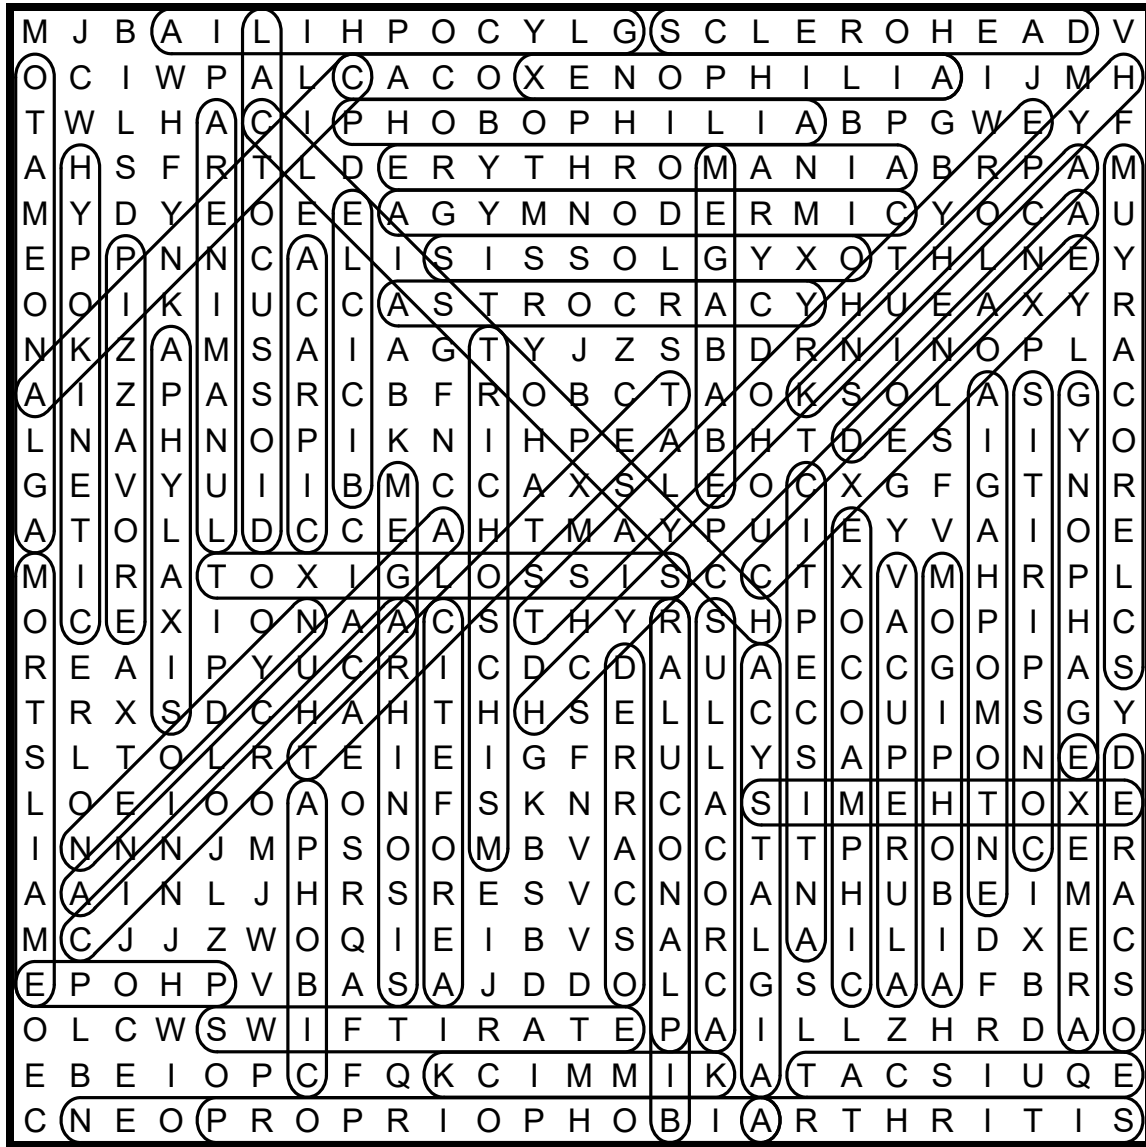 M J B A I L I H P O C Y L G S C L E R O H E A D V
O C I W P A L C A C O X E N O P H I L I A I J M H
T W L H A C I P H O B O P H I L I A B P G W E Y F
A H S F R T L D E R Y T H R O M A N I A B R P A M
M Y D Y E O E E A G Y M N O D E R M I C Y O C A U
E P P N N C A L I S I S S O L G Y X O T H L N E Y
O O I K I U C C A S T R O C R A C Y H U E A X Y R
N K Z A M S A I A G T Y J Z S B D R N I N O P L A
A I Z P A S R C B F R O B C T A O K S O L A S G C
L N A H N O P I K N I H P E A B H T D E S I I Y O
G E V Y U I I B M C C A X S L E O C X G F G T N R
A T O L L D C C E A H T M A Y P U I E Y V A I O E
M I R A T O X I G L O S S I S C C T X V M H R P L
O C E X I O N A A C S T H Y R S H P O A O P I H C
R E A I P Y U C R I C D C D A U A E C C G O P A S
T R X S D C H A H T H H S E L L C C O U I M S G Y
S L T O L R T E I E I G F R U L Y S A P P O N E D
L O E I O O A O N F S K N R C A S I M E H T O X E
I N N N J M P S O O M B V A O C T T P R O N C E R
A A I N L J H R S R E S V C N O A N H U B E I M A
M C J J Z W O Q I E I B V S A R L A I L I D X E C
E P O H P V B A S A J D D O L C G S C A A F B R S
O L C W S W I F T I R A T E P A I L L Z H R D A O
E B E I O P C F Q K C I M M I K A T A C S I U Q E
C N E O P R O P R I O P H O B I A R T H R I T I S